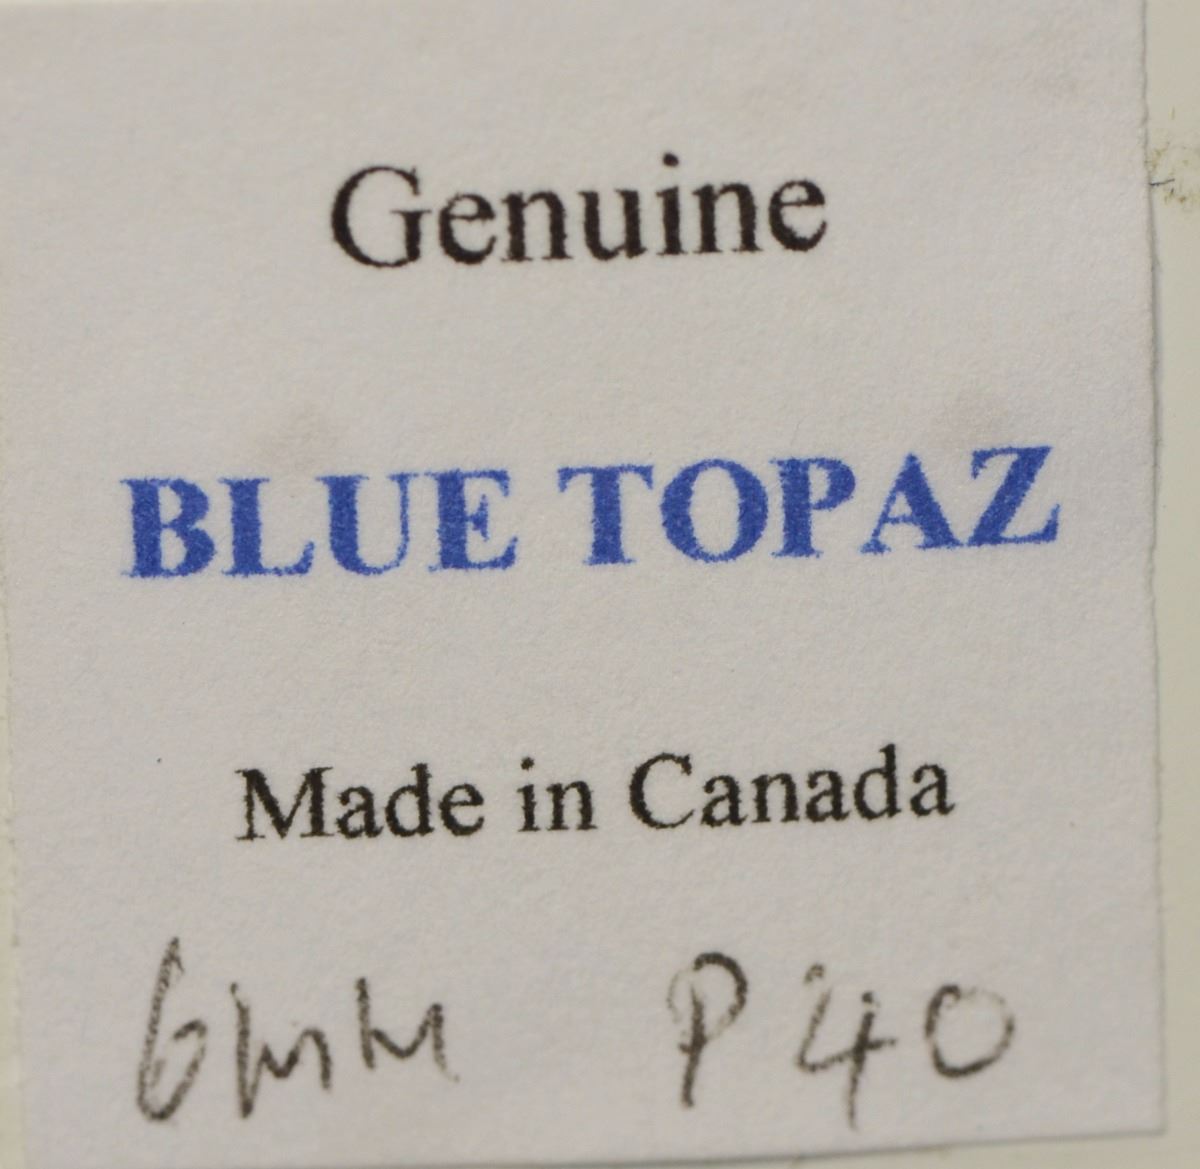 Genuine
BLUE TOPAZ
Made in Canada
6mm P40